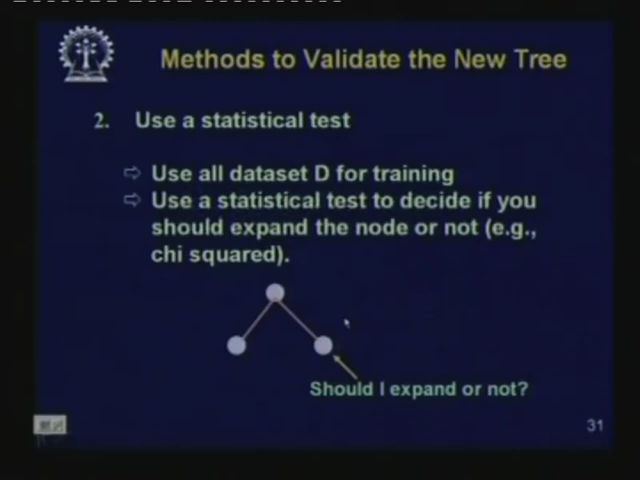 Methods to Validate the New Tree
2. Use a statistical test
⇨ Use all dataset D for training
⇨ Use a statistical test to decide if you
should expand the node or not (e.g.,
chi squared).
Should I expand or not?
31